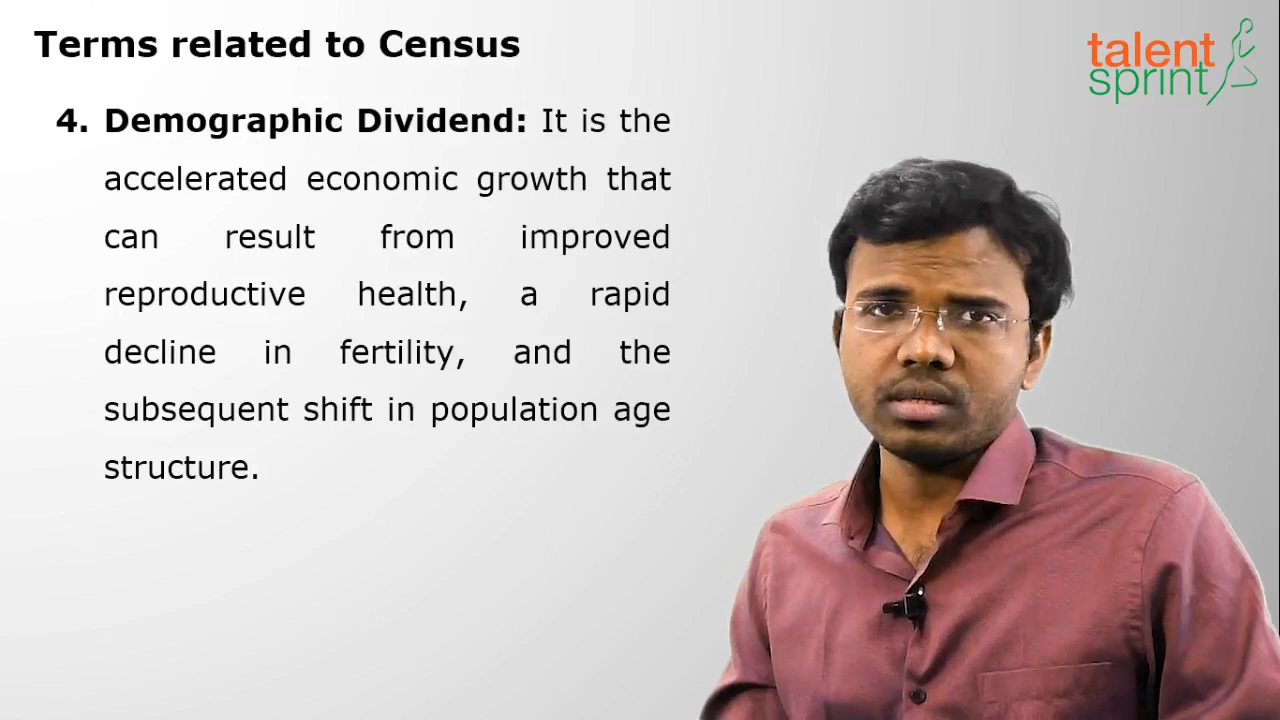 Terms related to Census
talent
sprint
4. Demographic Dividend: It is the
accelerated economic growth that
can result from improved
reproductive health, a rapid
decline in fertility, and the
subsequent shift in population age
structure.